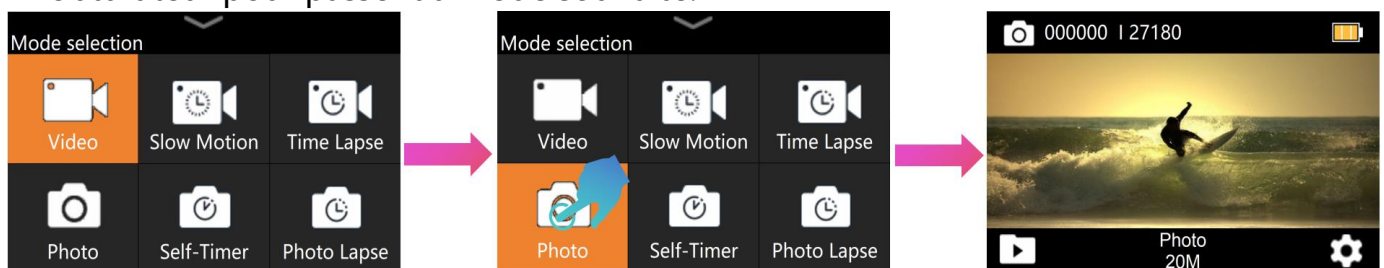 Mode selection
Video
Slow Motion
Time Lapse
Photo
Self-Timer
Photo Lapse
Mode selection
Video
Slow Motion
Time Lapse
Photo
Self-Timer
Photo Lapse
000000 I 27180
Photo
20M